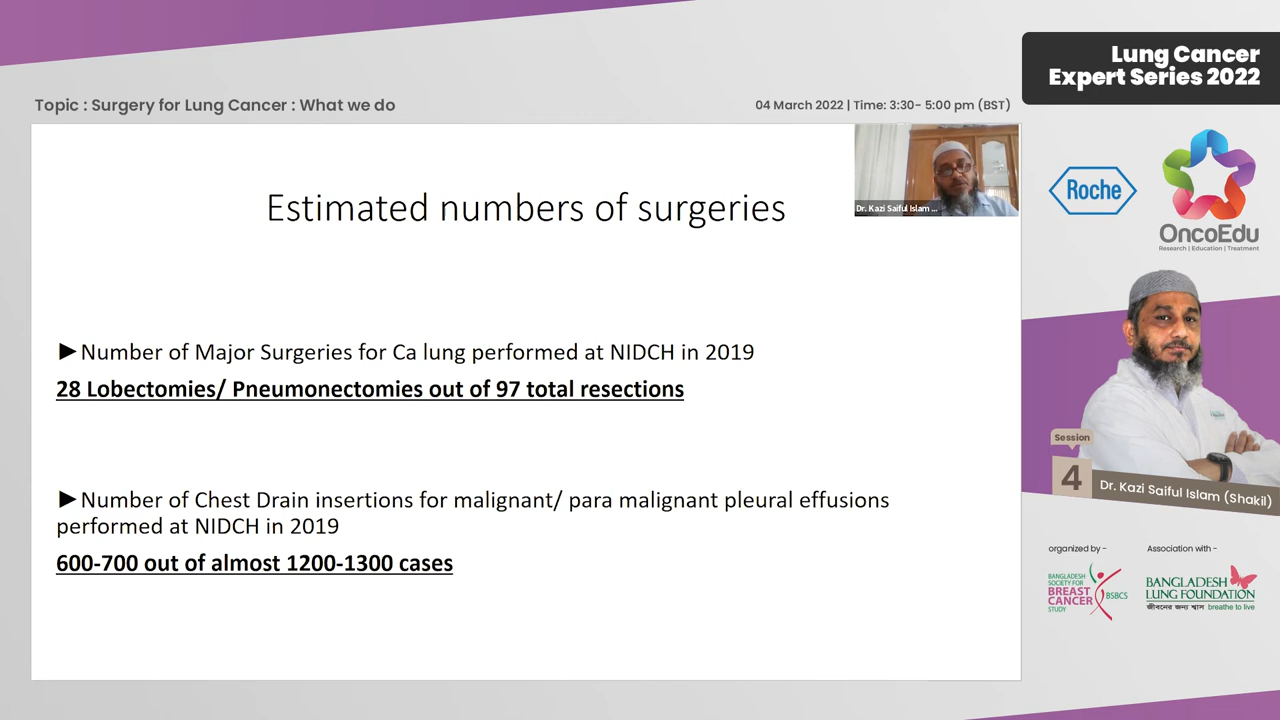 Lung Cancer
Expert Series 2022
Topic : Surgery for Lung Cancer : What we do
04 March 2022 | Time: 3:30- 5:00 pm (BST)
Estimated numbers of surgeries
Dr. Kazi Saiful Islam ...
►Number of Major Surgeries for Ca lung performed at NIDCH in 2019
28 Lobectomies/ Pneumonectomies out of 97 total resections
►Number of Chest Drain insertions for malignant/ para malignant pleural effusions
performed at NIDCH in 2019
600-700 out of almost 1200-1300 cases
Roche
OncoEdu
Research | Education | Treatment
Session
4
Dr. Kazi Saiful Islam (Shakil)
organized by -
Association with -
BANGLADESH
SOCIETY FOR
BREAST
CANCER
STUDY
BSBCS
BANGLADESH
LUNG FOUNDATION
জীবনের জন্য শ্বাস breathe to live